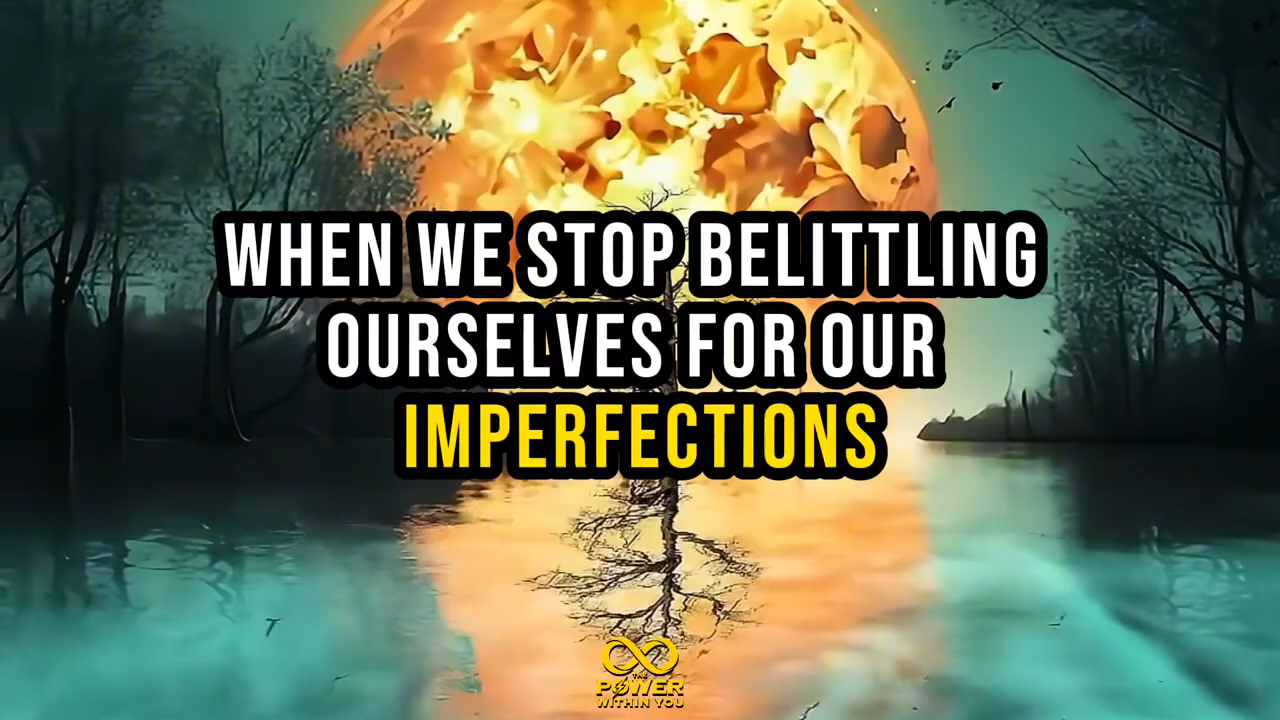 WHEN WE STOP BELITTLING
OURSELVES FOR OUR
IMPERFECTIONS
THE
POWER
WITHIN YOU